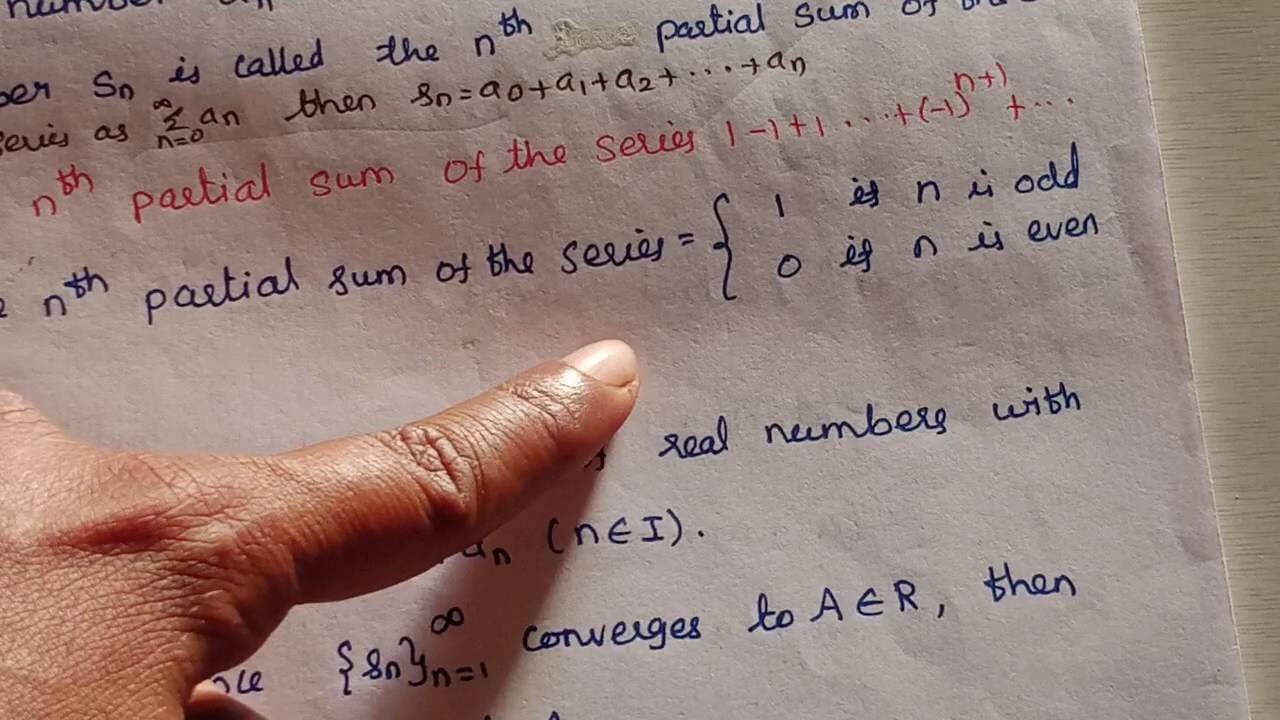 Sn is called the nth partial sum of
series as ∞Σn=0 an then sn=a0+a1+a2+...+an
nth partial sum of the series 1-1+1...+(-1)n+1 +...
nth partial sum of the series = { 1 if n is odd
0 if n is even
real numbers with
an (n∈I).
{sn}∞n=1 converges to A∈R, then